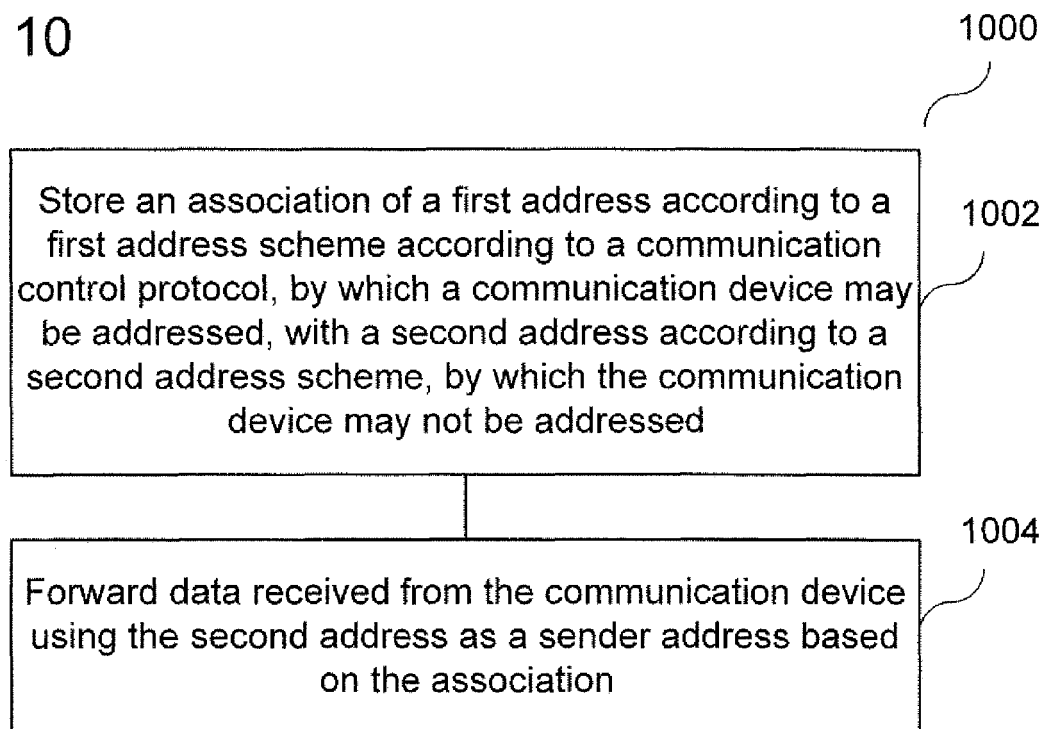 10
1000
Store an association of a first address according to a
first address scheme according to a communication
control protocol, by which a communication device may
be addressed, with a second address according to a
second address scheme, by which the communication
device may not be addressed
1002
Forward data received from the communication device
using the second address as a sender address based
on the association
1004